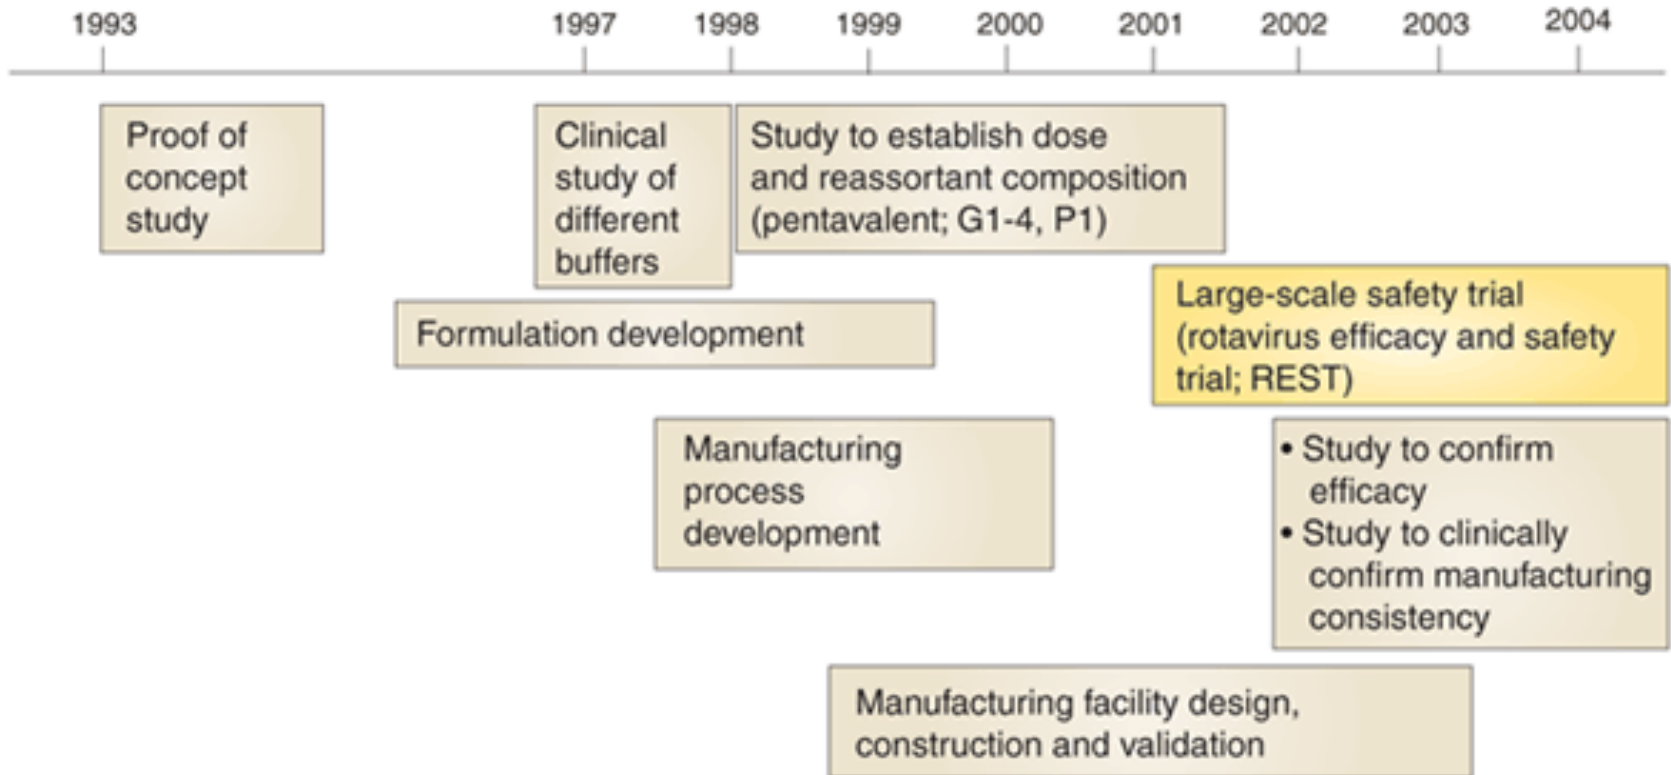 1993 1997 1998 1999 2000 2001 2002 2003 2004
Proof of
concept
study
Clinical
study of
different
buffers
Study to establish dose
and reassortant composition
(pentavalent; G1-4, P1)
Large-scale safety trial
(rotavirus efficacy and safety
trial; REST)
Formulation development
Manufacturing
process
development
• Study to confirm
efficacy
• Study to clinically
confirm manufacturing
consistency
Manufacturing facility design,
construction and validation